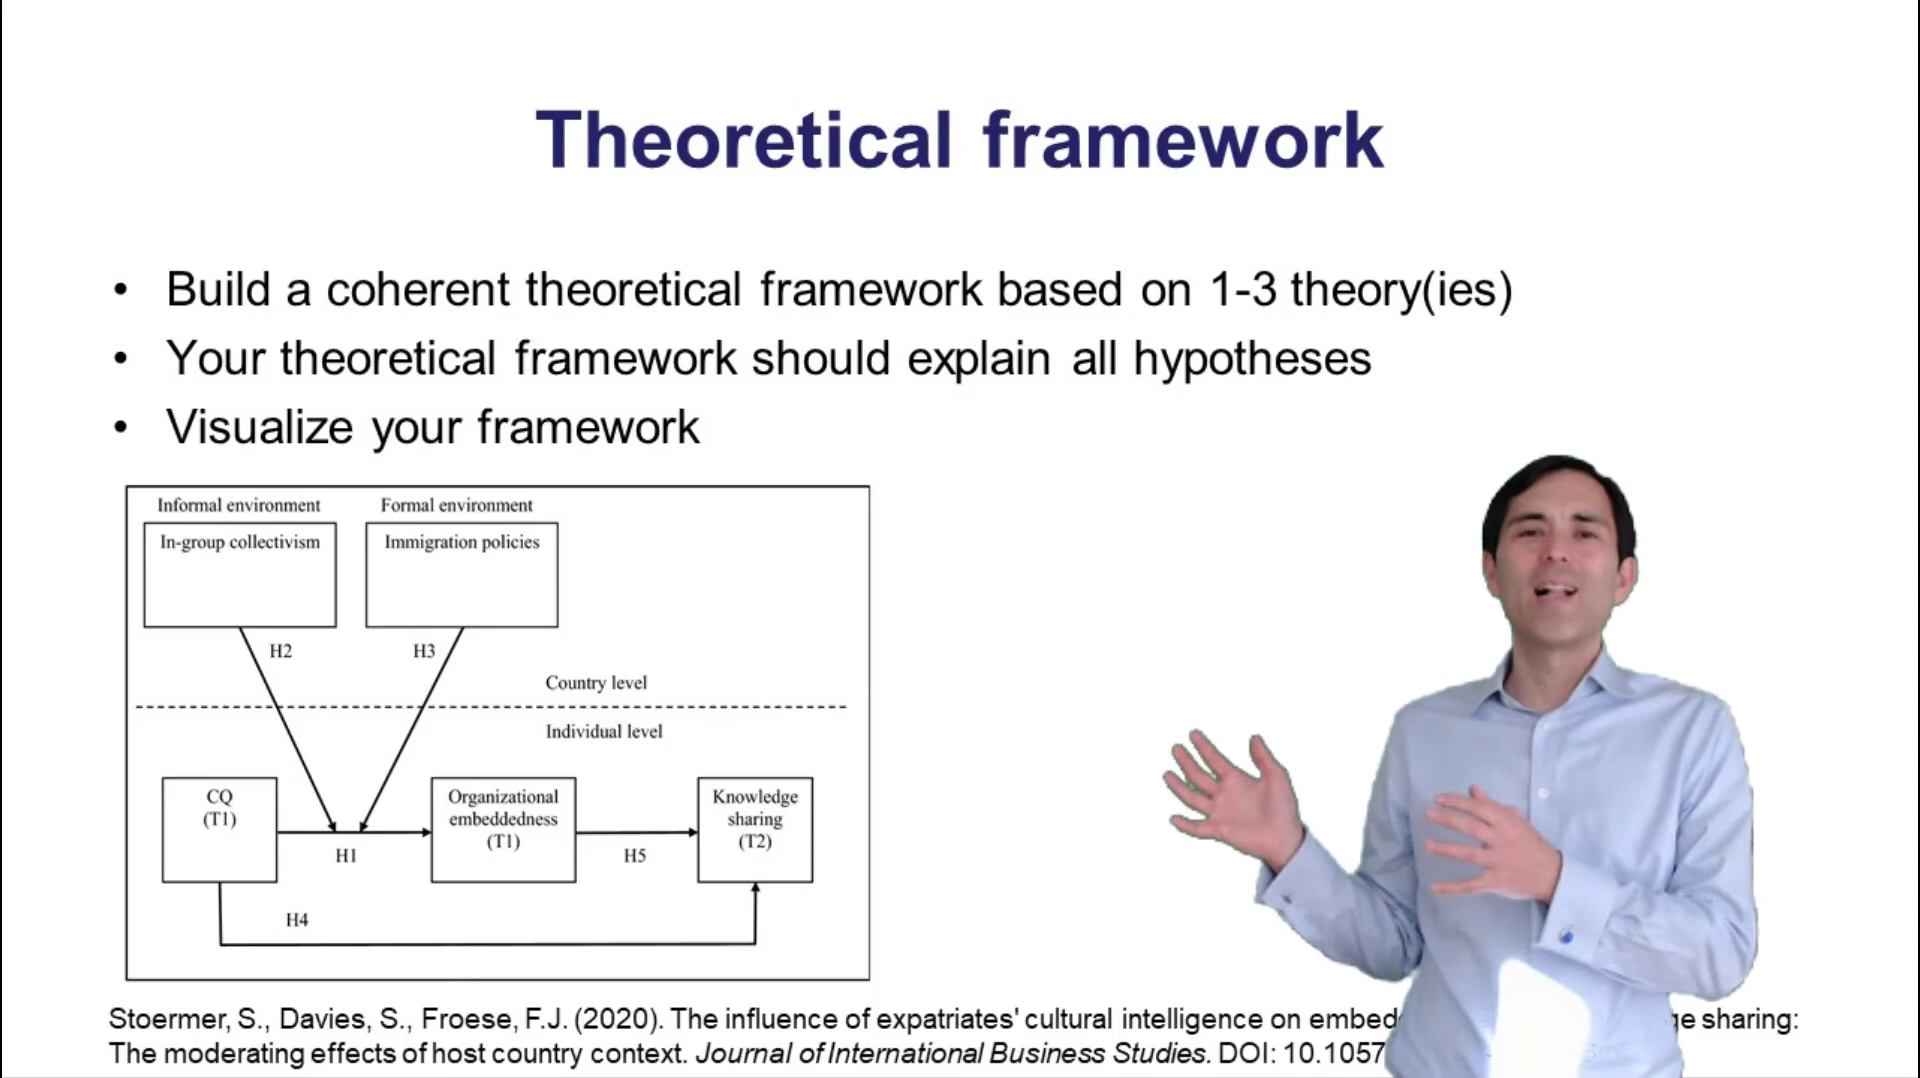 Theoretical framework
• Build a coherent theoretical framework based on 1-3 theory(ies)
• Your theoretical framework should explain all hypotheses
• Visualize your framework
Informal environment
Formal environment
In-group collectivism
Immigration policies
H2
H3
Country level
Individual level
CQ
(T1)
Organizational
embeddedness
(T1)
Knowledge
sharing
(T2)
H1
H5
H4
Stoermer, S., Davies, S., Froese, F.J. (2020). The influence of expatriates' cultural intelligence on sharing:
The moderating effects of host country context. Journal of International Business Studies. DOI: 10.1057